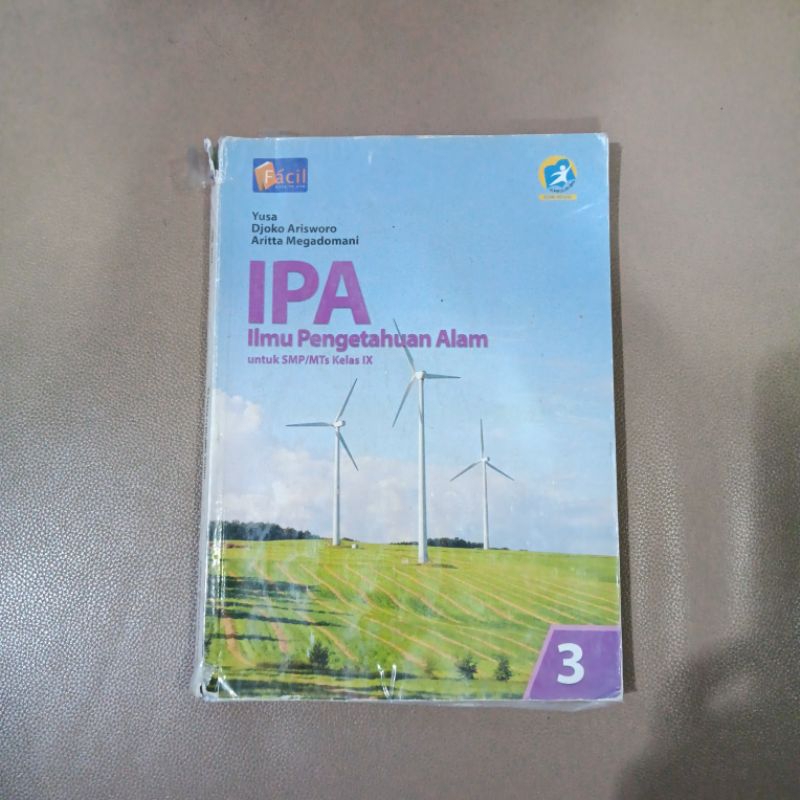 Fácil
Yusa
Djoko Arisworo
Aritta Megadomani
IPA
Ilmu Pengetahuan Alam
untuk SMP/MTs Kelas IX
3